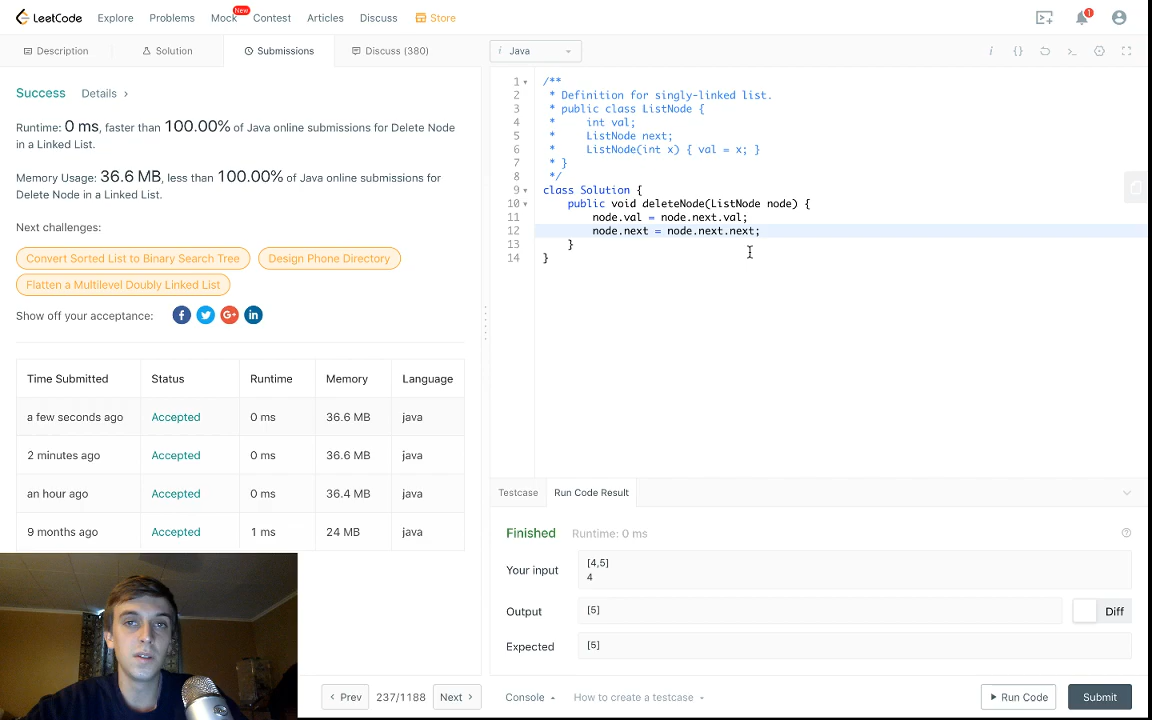 LeetCode Explore Problems Mock New Contest Articles Discuss Store 1
Description Solution Submissions Discuss (380)
Success Details ›
Runtime: 0 ms, faster than 100.00% of Java online submissions for Delete Node
in a Linked List.
Memory Usage: 36.6 MB, less than 100.00% of Java online submissions for
Delete Node in a Linked List.
Next challenges:
Convert Sorted List to Binary Search Tree Design Phone Directory
Flatten a Multilevel Doubly Linked List
Show off your acceptance: f G+ in
Time Submitted Status Runtime Memory Language
a few seconds ago Accepted 0 ms 36.6 MB java
2 minutes ago Accepted 0 ms 36.6 MB java
an hour ago Accepted 0 ms 36.4 MB java
9 months ago Accepted 1 ms 24 MB java
‹ Prev 237/1188 Next ›
i Java i {} >_
1 /**
2 * Definition for singly-linked list.
3 * public class ListNode {
4 * int val;
5 * ListNode next;
6 * ListNode(int x) { val = x; }
7 * }
8 */
9 class Solution {
10 public void deleteNode(ListNode node) {
11 node.val = node.next.val;
12 node.next = node.next.next;
13 }
14 }
Testcase Run Code Result
Finished Runtime: 0 ms ?
Your input [4,5]
4
Output [5] Diff
Expected [5]
Console How to create a testcase Run Code Submit